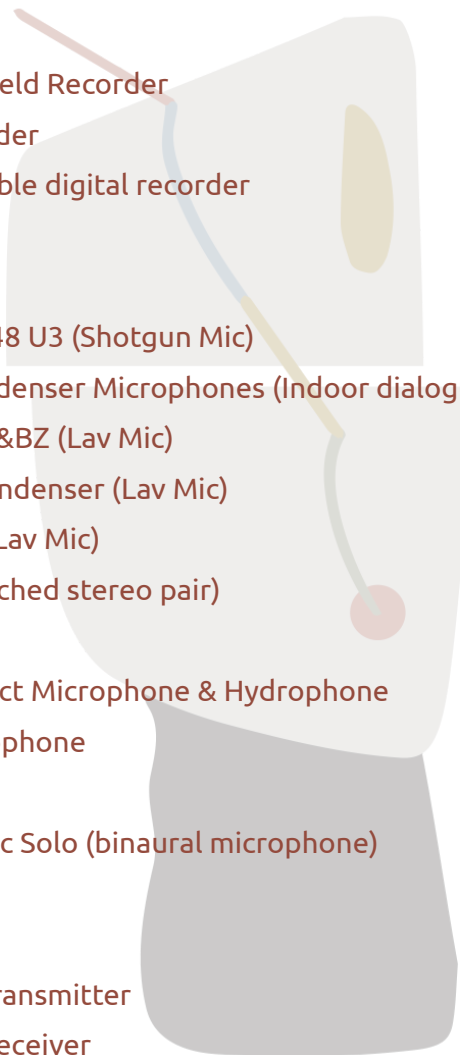 eld Recorder
der
ble digital recorder
48 U3 (Shotgun Mic)
denser Microphones (Indoor dialog
&BZ (Lav Mic)
ndenser (Lav Mic)
Lav Mic)
ched stereo pair)
ct Microphone & Hydrophone
ophone
c Solo (binaural microphone)
ransmitter
eceiver